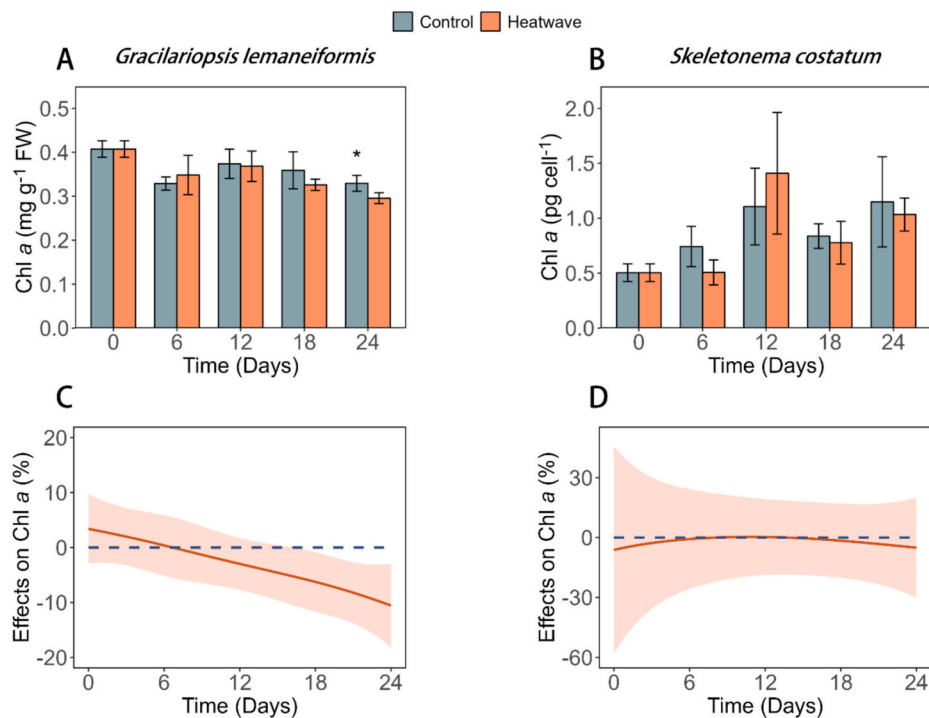 Control Heatwave
A Gracilariopsis lemaneiformis
B Skeletonema costatum
Chl a (mg g⁻¹ FW)
0.5
0.4
0.3
0.2
0.1
0.0
*
0 6 12 18 24
Time (Days)
Chl a (pg cell⁻¹)
2.0
1.5
1.0
0.5
0.0
0 6 12 18 24
Time (Days)
C
Effects on Chl a (%)
20
10
0
-10
-20
0 6 12 18 24
Time (Days)
D
Effects on Chl a (%)
30
0
-30
-60
0 6 12 18 24
Time (Days)